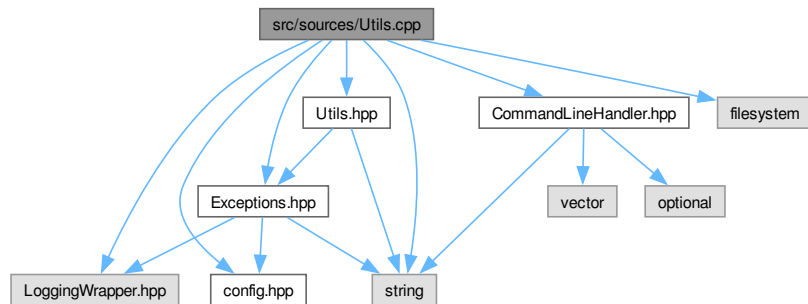 src/sources/Utils.cpp
Utils.hpp
CommandLineHandler.hpp
filesystem
Exceptions.hpp
vector
optional
LoggingWrapper.hpp
config.hpp
string